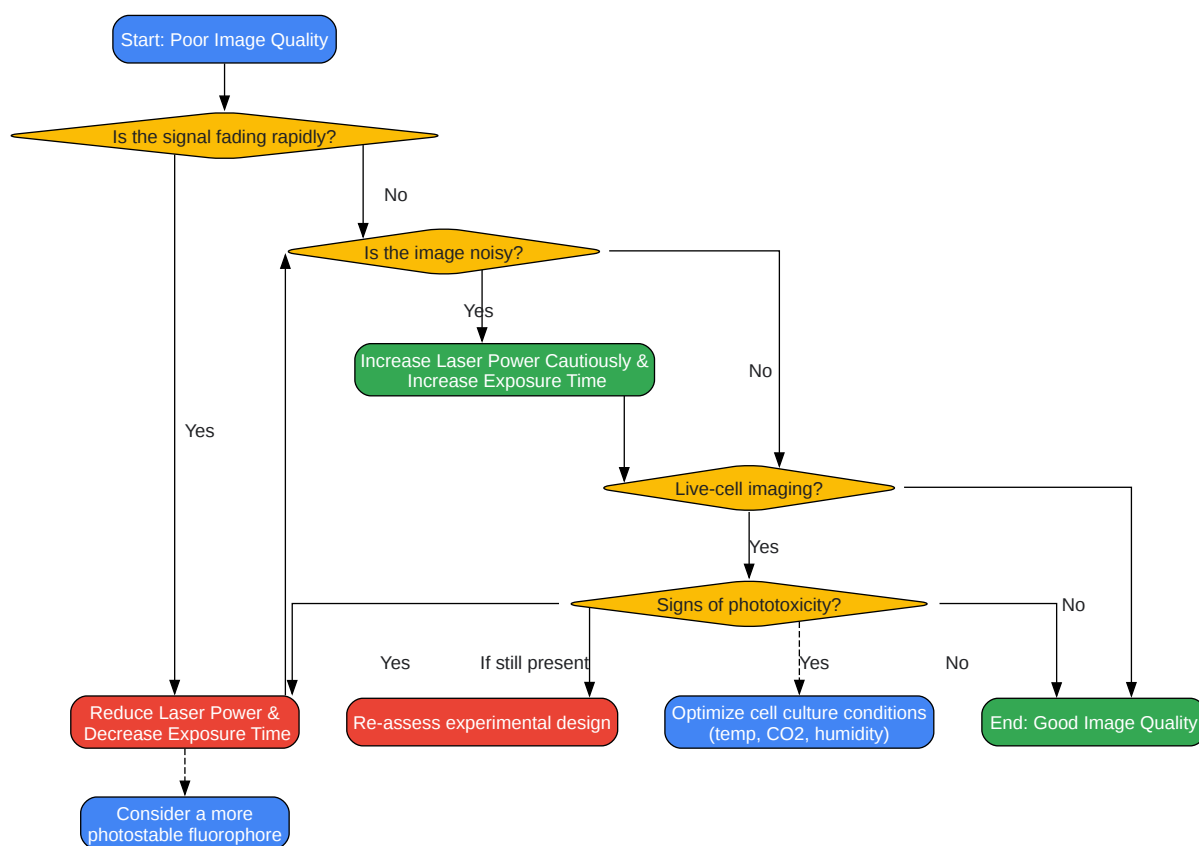 Start: Poor Image Quality
Is the signal fading rapidly?
No
Is the image noisy?
Yes
Increase Laser Power Cautiously &
Increase Exposure Time
No
Yes
Live-cell imaging?
Yes
Signs of phototoxicity?
No
Yes
If still present
Yes
No
Reduce Laser Power &
Decrease Exposure Time
Re-assess experimental design
Optimize cell culture conditions
(temp, CO2, humidity)
End: Good Image Quality
Consider a more
photostable fluorophore